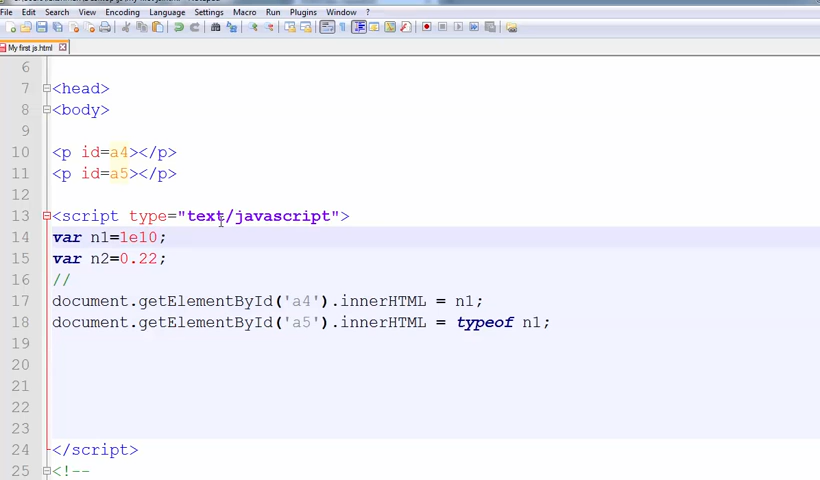 File Edit Search View Encoding Language Settings Macro Run Plugins Window ?
My first js.html
6
7 <head>
8 <body>
9
10 <p id=a4></p>
11 <p id=a5></p>
12
13 <script type="text/javascript">
14 var n1=1e10;
15 var n2=0.22;
16 //
17 document.getElementById('a4').innerHTML = n1;
18 document.getElementById('a5').innerHTML = typeof n1;
19
20
21
22
23
24 </script>
25 <!--